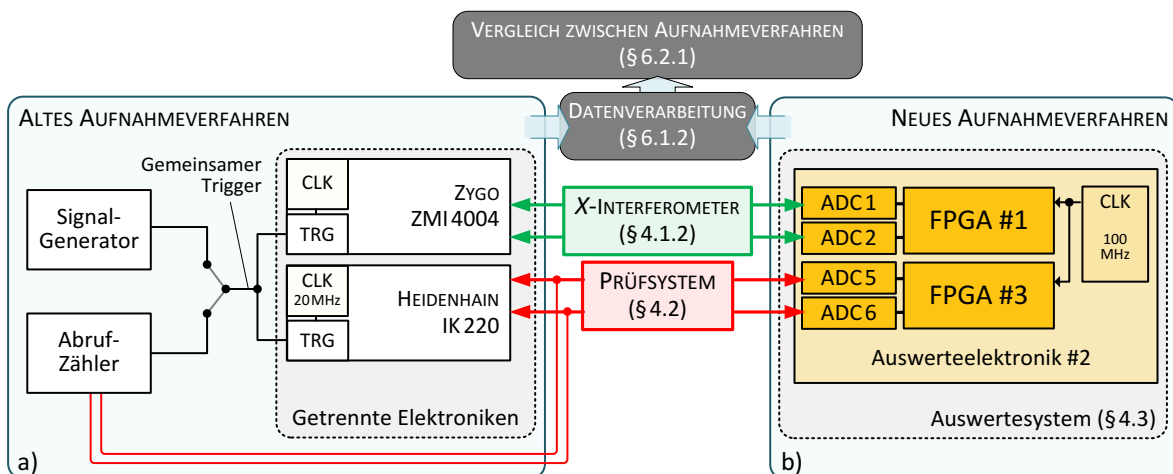 VERGLEICH ZWISCHEN AUFNAHMEVERFAHREN
(§ 6.2.1)
DATENVERARBEITUNG
(§ 6.1.2)
ALTES AUFNAHMEVERFAHREN
Gemeinsamer
Trigger
Signal-
Generator
Abruf-
Zähler
CLK
TRG
ZYGO
ZMI 4004
CLK
20 MHz
TRG
HEIDENHAIN
IK 220
Getrennte Elektroniken
a)
X-INTERFEROMETER
(§ 4.1.2)
PRÜFSYSTEM
(§ 4.2)
NEUES AUFNAHMEVERFAHREN
ADC 1
ADC 2
FPGA #1
CLK
100
MHz
ADC 5
ADC 6
FPGA #3
Auswerteelektronik #2
Auswertesystem (§ 4.3)
b)